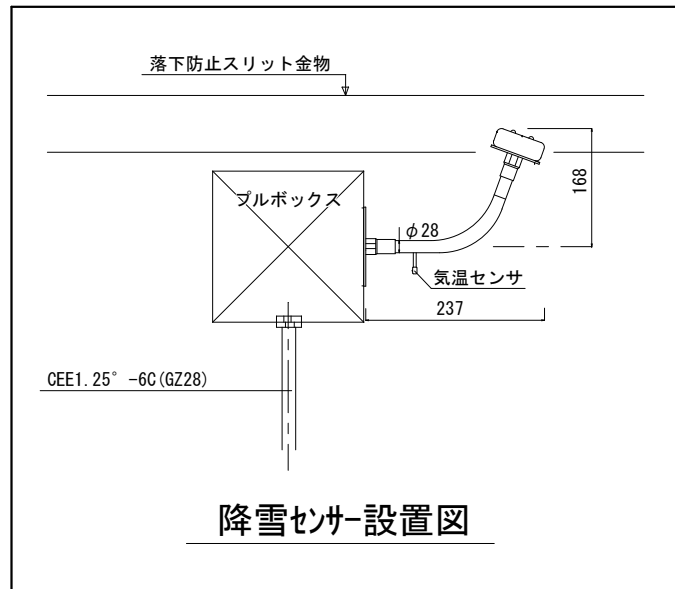 落下防止スリット金物
プルボックス
φ28
168
気温センサ
237
CEE1.25°-6C(GZ28)
降雪センサー設置図